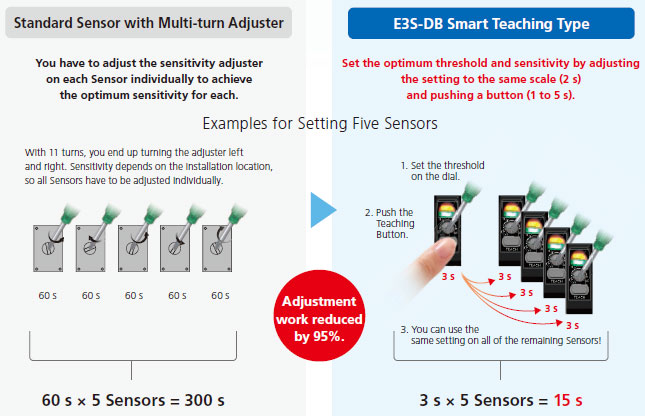 Standard Sensor with Multi-turn Adjuster
You have to adjust the sensitivity adjuster
on each Sensor individually to achieve
the optimum sensitivity for each.
E3S-DB Smart Teaching Type
Set the optimum threshold and sensitivity by adjusting
the setting to the same scale (2 s)
and pushing a button (1 to 5 s).
Examples for Setting Five Sensors
With 11 turns, you end up turning the adjuster left
and right. Sensitivity depends on the installation location,
so all Sensors have to be adjusted individually.
60 s 60 s 60 s 60 s 60 s
60 s × 5 Sensors = 300 s
Adjustment
work reduced
by 95%.
1. Set the threshold
on the dial.
2. Push the
Teaching
Button.
TEACH
TEACH
TEACH
TEACH
3 s
3 s
3 s
3 s
3 s
3. You can use the
same setting on all of the remaining Sensors!
3 s × 5 Sensors = 15 s